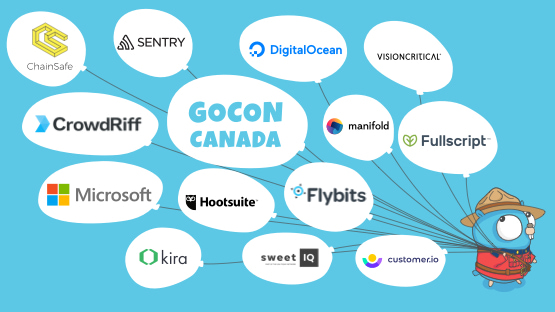 ChainSafe
SENTRY
DigitalOcean
VISIONCRITICAL
CrowdRiff
GOCON
CANADA
manifold
Fullscript
Microsoft
Hootsuite
Flybits
kira
sweet IQ
customer.io